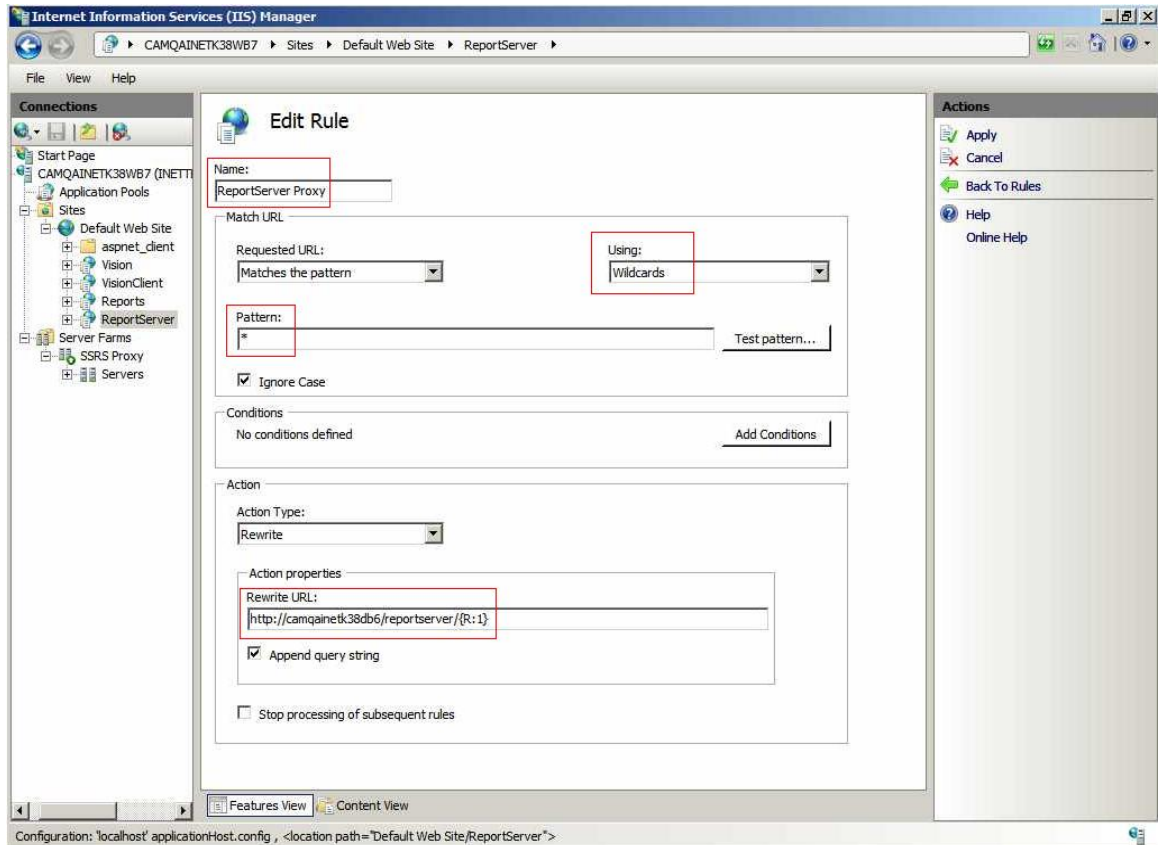 Internet Information Services (IIS) Manager
CAMQAINETK38WB7 Sites Default Web Site ReportServer
File View Help
Connections
Start Page
CAMQAINETK38WB7 (INETT
Application Pools
Sites
Default Web Site
aspnet_client
Vision
VisionClient
Reports
ReportServer
Server Farms
SSRS Proxy
Servers
Edit Rule
Name:
ReportServer Proxy
Match URL
Requested URL:
Using:
Matches the pattern
Wildcards
Pattern:
*
Test pattern...
Ignore Case
Conditions
No conditions defined
Add Conditions
Action
Action Type:
Rewrite
Action properties
Rewrite URL:
http://camqainetk38db6/reportserver/{R:1}
Append query string
Stop processing of subsequent rules
Features View Content View
Actions
Apply
Cancel
Back To Rules
Help
Online Help
Configuration: 'localhost' applicationHost.config , <location path="Default Web Site/ReportServer">